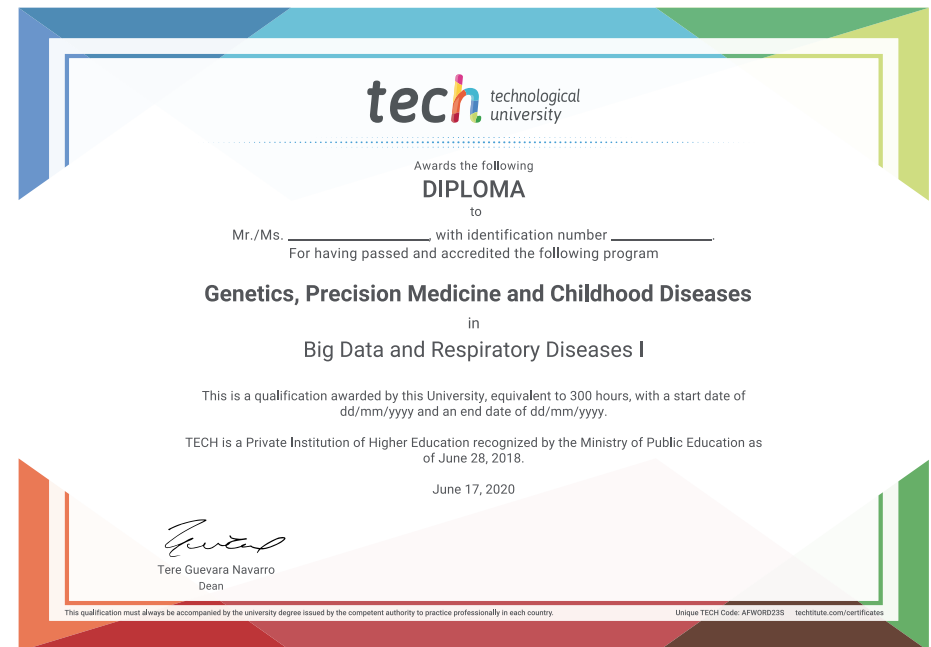 tech technological
university
Awards the following
DIPLOMA
to
Mr./Ms. ____________________, with identification number ______________.
For having passed and accredited the following program
Genetics, Precision Medicine and Childhood Diseases
in
Big Data and Respiratory Diseases I
This is a qualification awarded by this University, equivalent to 300 hours, with a start date of
dd/mm/yyyy and an end date of dd/mm/yyyy.
TECH is a Private Institution of Higher Education recognized by the Ministry of Public Education as
of June 28, 2018.
June 17, 2020
Tere Guevara Navarro
Dean
This qualification must always be accompanied by the university degree issued by the competent authority to practice professionally in each country.
Unique TECH Code: AFWORD23S techtitute.com/certificates